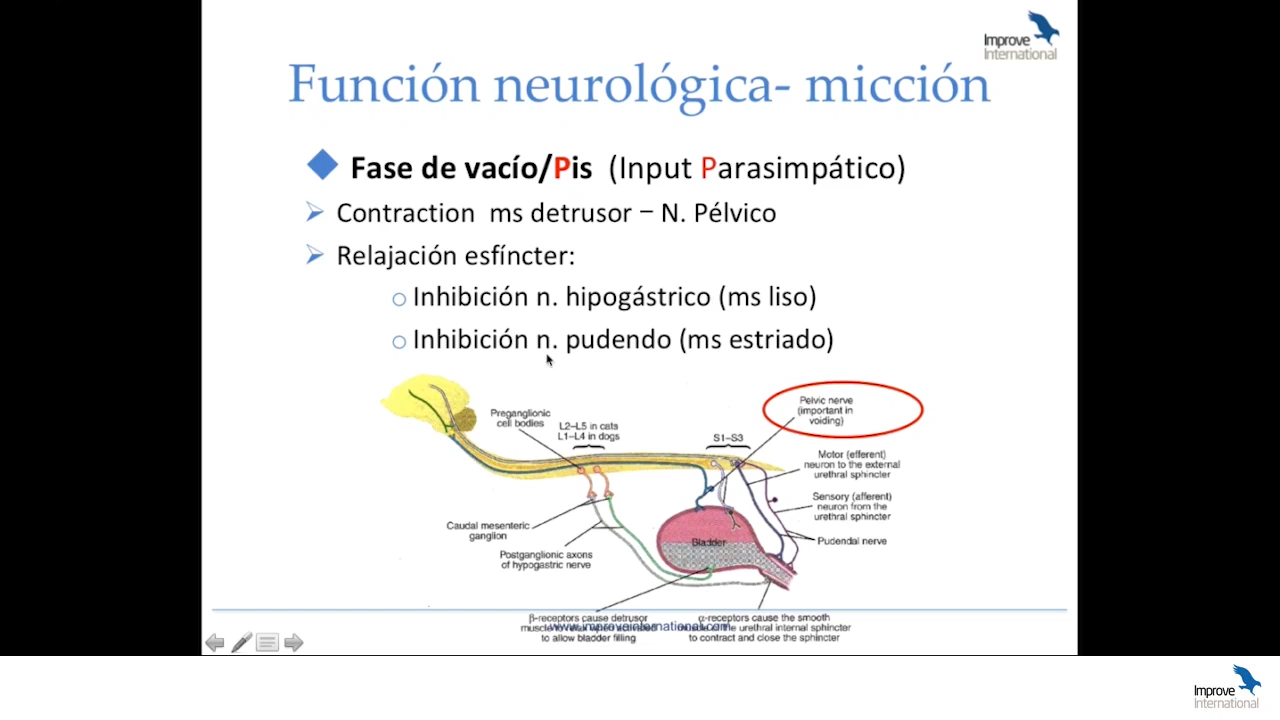 Improve
International
Función neurológica- micción
Fase de vacío/Pis (Input Parasimpático)
Contraction ms detrusor – N. Pélvico
Relajación esfíncter:
Inhibición n. hipogástrico (ms liso)
Inhibición n. pudendo (ms estriado)
Preganglionic
cell bodies
L2–L5 in cats
L1–L4 in dogs
S1–S3
Pelvic nerve
(important in
voiding)
Motor (efferent)
neuron to the external
urethral sphincter
Sensory (afferent)
neuron from the
urethral sphincter
Pudendal nerve
Caudal mesenteric
ganglion
Postganglionic axons
of hypogastric nerve
Bladder
β-receptors cause detrusor
muscle
to allow bladder filling
α-receptors cause the smooth
urethral internal sphincter
to contract and close the sphincter
www.improveinternational.com
Improve
International